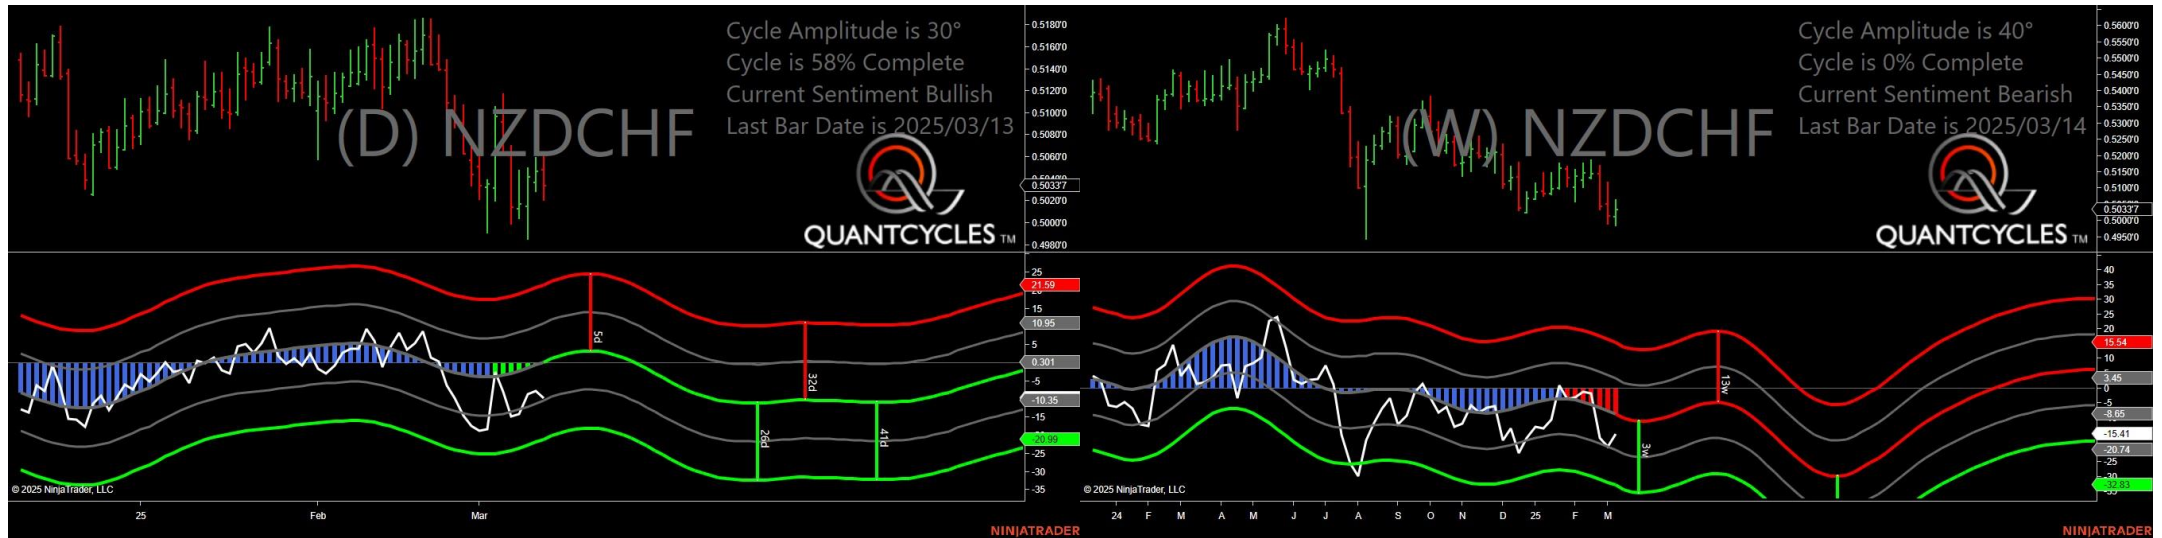 Cycle Amplitude is 30°
Cycle is 58% Complete
Current Sentiment Bullish
Last Bar Date is 2025/03/13
(D) NZDCHF
QUANTCYCLES TM
0.5180'0
0.5160'0
0.5140'0
0.5120'0
0.5100'0
0.5080'0
0.5060'0
0.5033'7
0.5020'0
0.5000'0
0.4980'0
25
21.59
15
10.95
5
0.301
-5
-10.35
-15
-20.99
-25
-30
-35
5d
32d
26d
41d
© 2025 NinjaTrader, LLC
25
Feb
Mar
NINJATRADER
Cycle Amplitude is 40°
Cycle is 0% Complete
Current Sentiment Bearish
Last Bar Date is 2025/03/14
(W) NZDCHF
QUANTCYCLES TM
0.5600'0
0.5550'0
0.5500'0
0.5450'0
0.5400'0
0.5350'0
0.5300'0
0.5250'0
0.5200'0
0.5150'0
0.5100'0
0.5033'7
0.5000'0
0.4950'0
40
35
30
25
20
15.54
10
3.45
0
-5
-8.65
-15.41
-20.74
-25
-32.83
13w
3w
© 2025 NinjaTrader, LLC
24
F
M
A
M
J
J
A
S
O
N
D
25
F
M
NINJATRADER